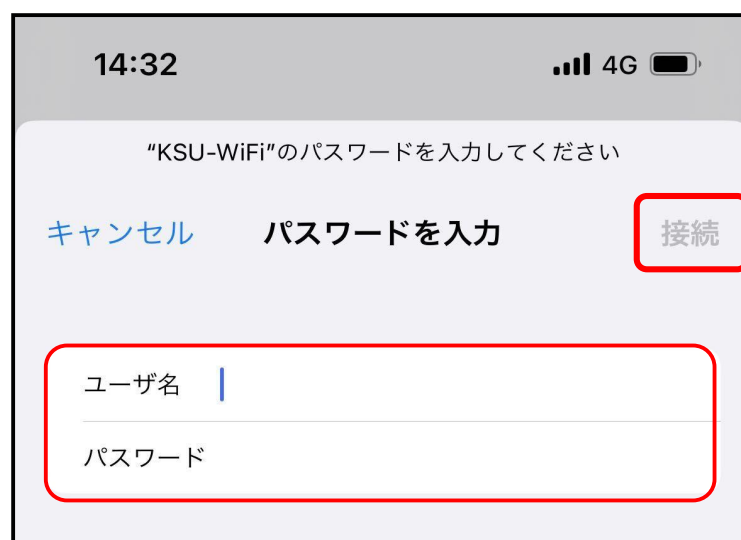 14:32 4G
“KSU-WiFi”のパスワードを入力してください
キャンセル パスワードを入力 接続
ユーザ名
パスワード